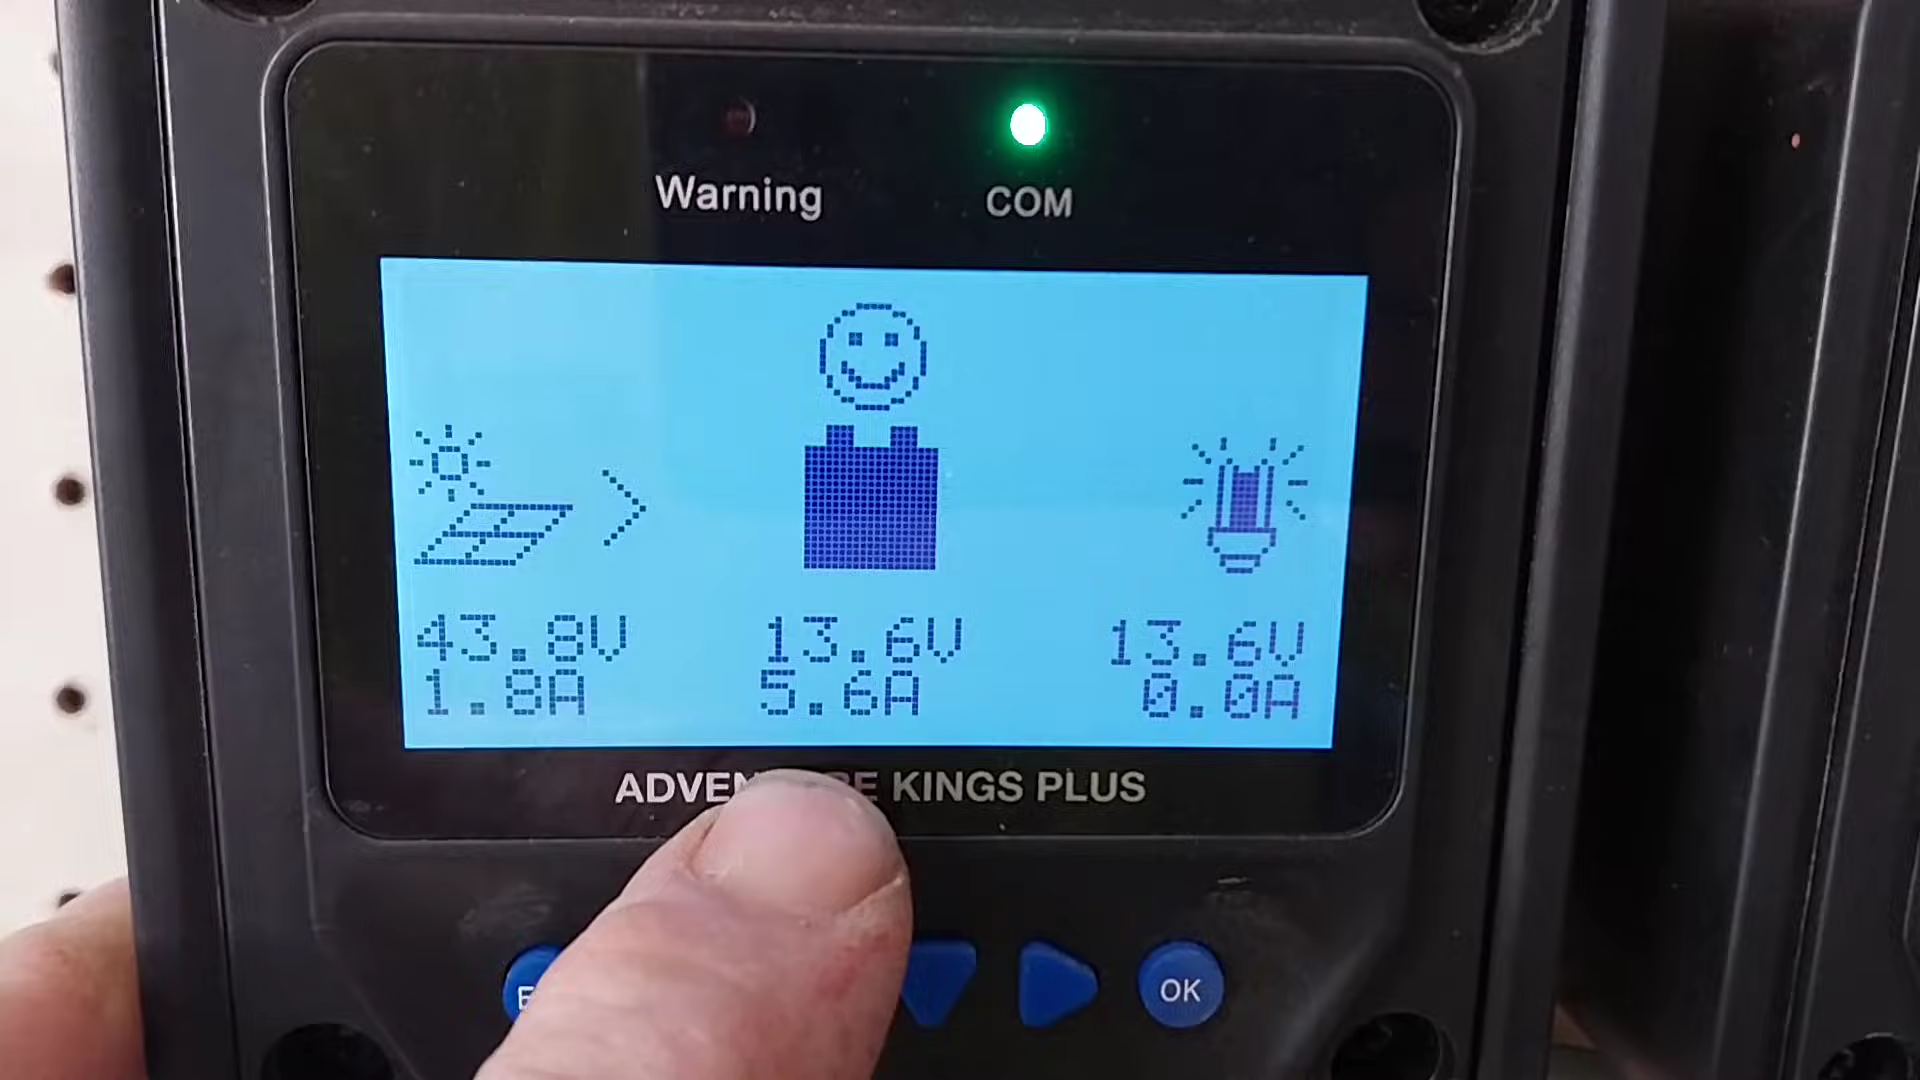 Warning COM
43.8V 13.6V 13.6V
1.8A 5.6A 0.0A
KINGS PLUS
OK